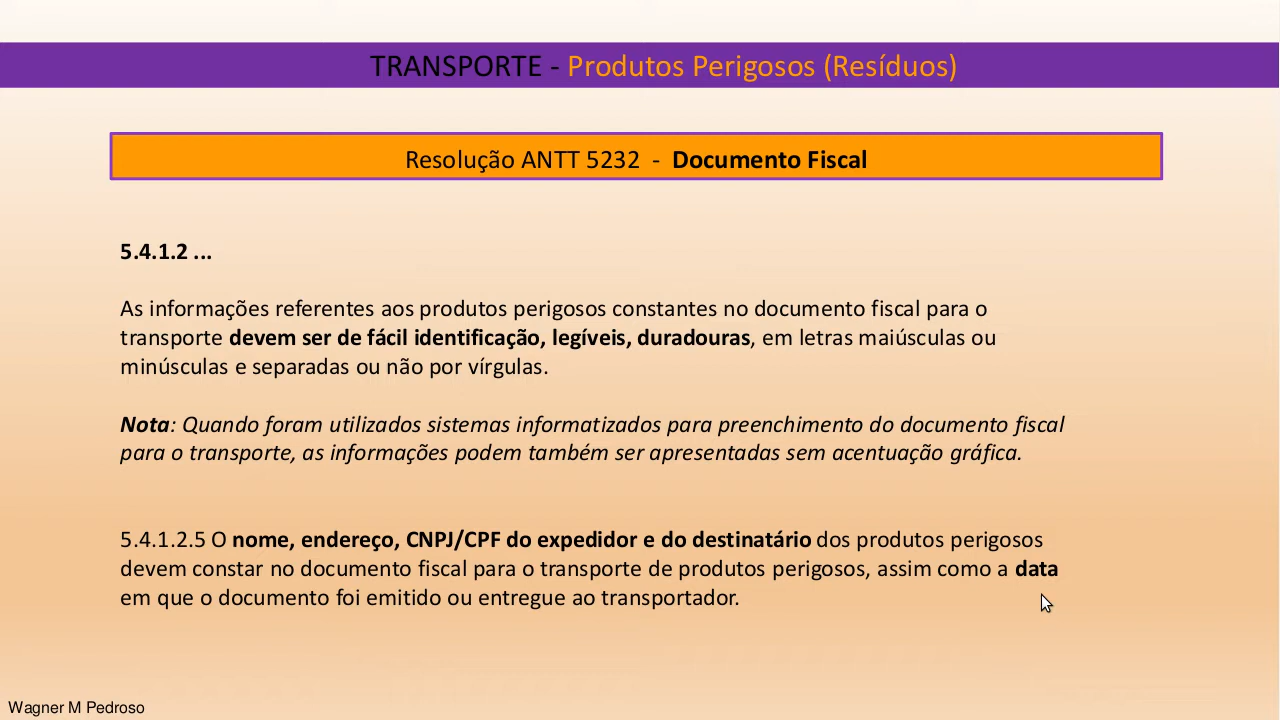 TRANSPORTE - Produtos Perigosos (Resíduos)
Resolução ANTT 5232 - Documento Fiscal
5.4.1.2 ...
As informações referentes aos produtos perigosos constantes no documento fiscal para o
transporte devem ser de fácil identificação, legíveis, duradouras, em letras maiúsculas ou
minúsculas e separadas ou não por vírgulas.
Nota: Quando foram utilizados sistemas informatizados para preenchimento do documento fiscal
para o transporte, as informações podem também ser apresentadas sem acentuação gráfica.
5.4.1.2.5 O nome, endereço, CNPJ/CPF do expedidor e do destinatário dos produtos perigosos
devem constar no documento fiscal para o transporte de produtos perigosos, assim como a data
em que o documento foi emitido ou entregue ao transportador.
Wagner M Pedroso